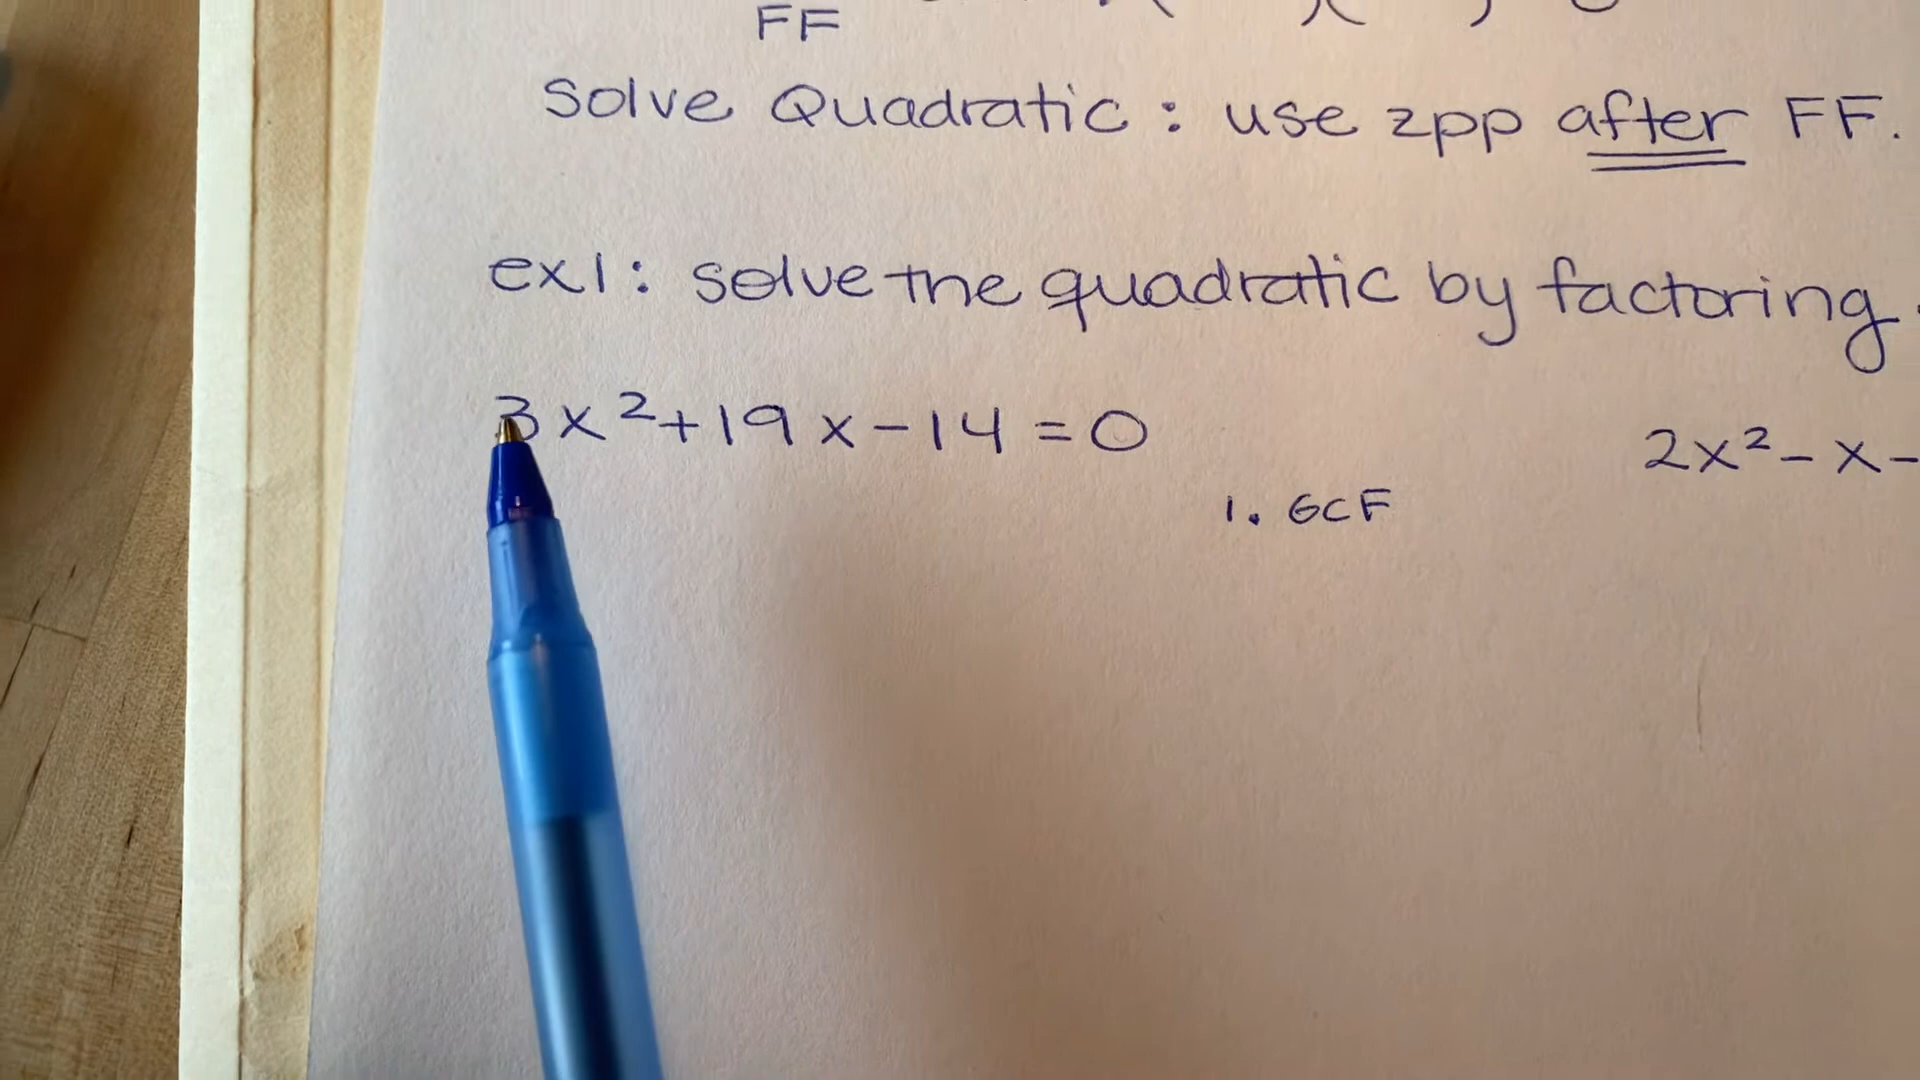 FF
Solve Quadratic: use zpp after FF.
ex1: solve the quadratic by factoring.
3x²+19x-14=0
2x²-x-
1. GCF